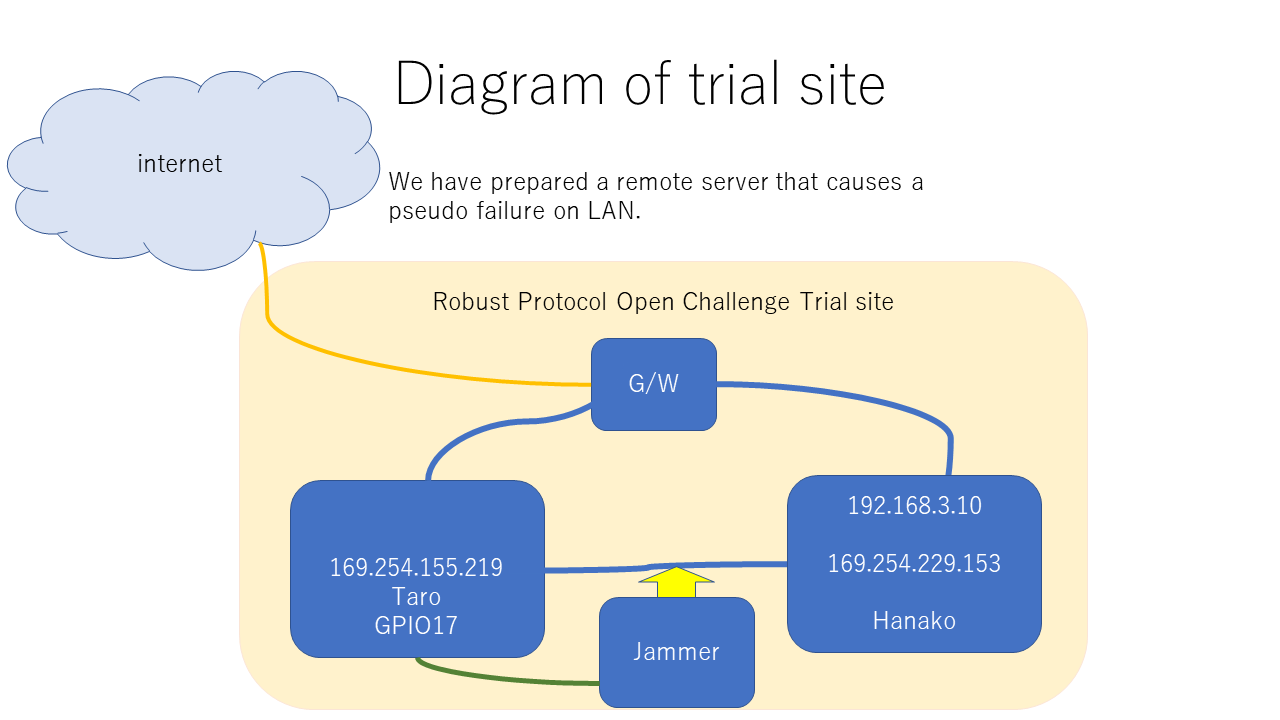 Diagram of trial site
internet
We have prepared a remote server that causes a
pseudo failure on LAN.
Robust Protocol Open Challenge Trial site
G/W
169.254.155.219
Taro
GPIO17
192.168.3.10
169.254.229.153
Hanako
Jammer